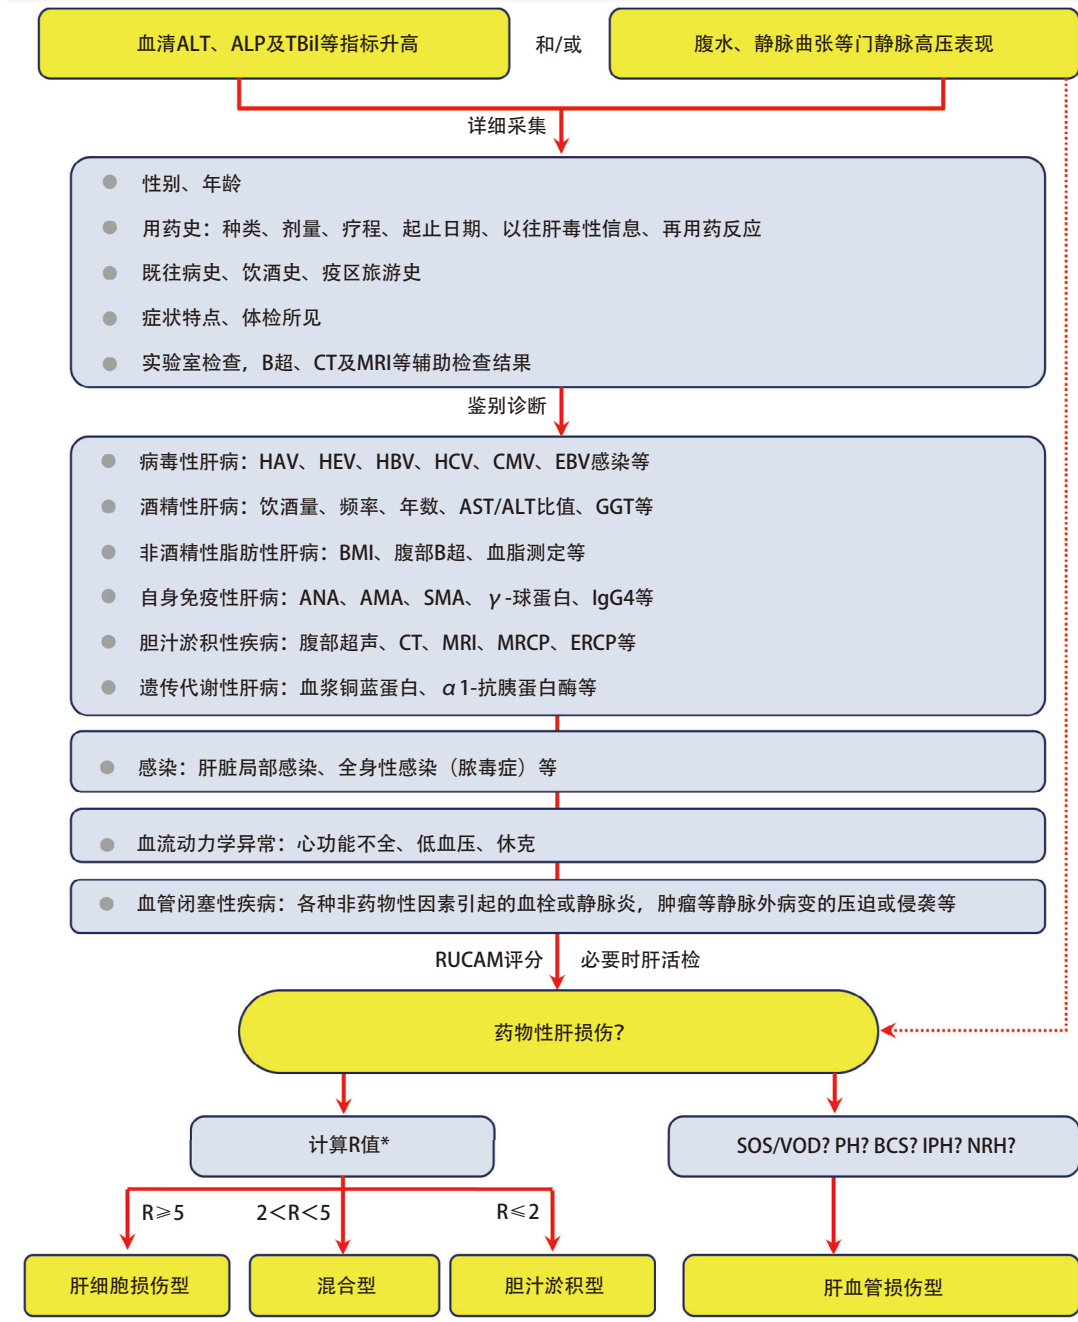 血清ALT、ALP及TBil等指标升高
和/或
腹水、静脉曲张等门静脉高压表现
详细采集
性别、年龄
用药史：种类、剂量、疗程、起止日期、以往肝毒性信息、再用药反应
既往病史、饮酒史、疫区旅游史
症状特点、体检所见
实验室检查，B超、CT及MRI等辅助检查结果
鉴别诊断
病毒性肝病：HAV、HEV、HBV、HCV、CMV、EBV感染等
酒精性肝病：饮酒量、频率、年数、AST/ALT比值、GGT等
非酒精性脂肪性肝病：BMI、腹部B超、血脂测定等
自身免疫性肝病：ANA、AMA、SMA、γ-球蛋白、IgG4等
胆汁淤积性疾病：腹部超声、CT、MRI、MRCP、ERCP等
遗传代谢性肝病：血浆铜蓝蛋白、α1-抗胰蛋白酶等
感染：肝脏局部感染、全身性感染（脓毒症）等
血流动力学异常：心功能不全、低血压、休克
血管闭塞性疾病：各种非药物性因素引起的血栓或静脉炎，肿瘤等静脉外病变的压迫或侵袭等
RUCAM评分
必要时肝活检
药物性肝损伤？
计算R值*
SOS/VOD? PH? BCS? IPH? NRH?
R≥5
2＜R＜5
R≤2
肝细胞损伤型
混合型
胆汁淤积型
肝血管损伤型